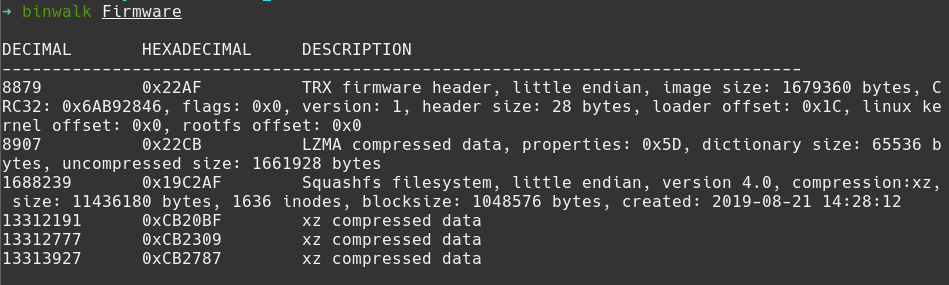 → binwalk Firmware
DECIMAL       HEXADECIMAL     DESCRIPTION
--------------------------------------------------------------------------------
8879          0x22AF          TRX firmware header, little endian, image size: 1679360 bytes, C
RC32: 0x6AB92846, flags: 0x0, version: 1, header size: 28 bytes, loader offset: 0x1C, linux ke
rnel offset: 0x0, rootfs offset: 0x0
8907          0x22CB          LZMA compressed data, properties: 0x5D, dictionary size: 65536 b
ytes, uncompressed size: 1661928 bytes
1688239       0x19C2AF        Squashfs filesystem, little endian, version 4.0, compression:xz,
 size: 11436180 bytes, 1636 inodes, blocksize: 1048576 bytes, created: 2019-08-21 14:28:12
13312191      0xCB20BF        xz compressed data
13312777      0xCB2309        xz compressed data
13313927      0xCB2787        xz compressed data